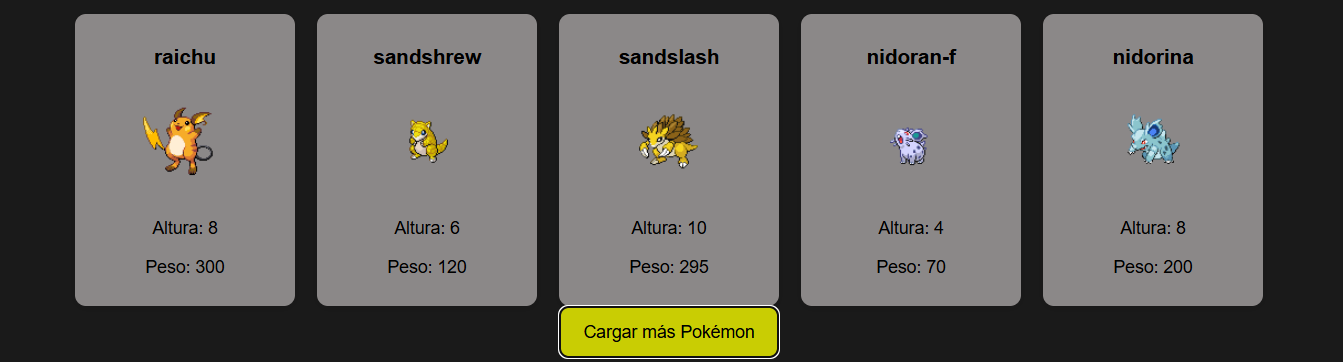 raichu
Altura: 8
Peso: 300
sandshrew
Altura: 6
Peso: 120
sandslash
Altura: 10
Peso: 295
nidoran-f
Altura: 4
Peso: 70
nidorina
Altura: 8
Peso: 200
Cargar más Pokémon